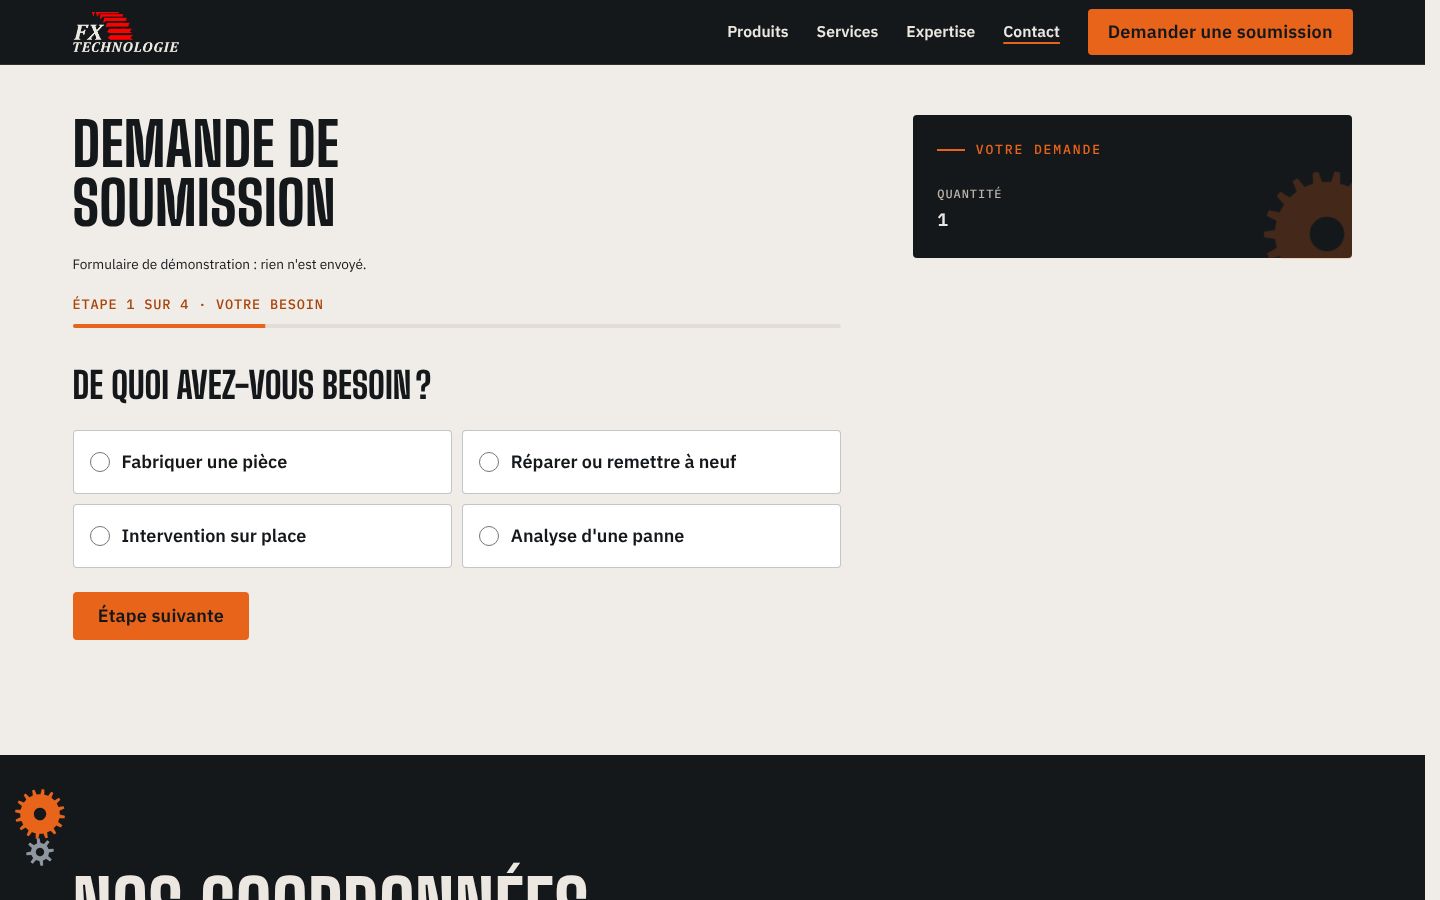 FX
TECHNOLOGIE
Produits
Services
Expertise
Contact
Demander une soumission
DEMANDE DE
SOUMISSION
Formulaire de démonstration : rien n'est envoyé.
ÉTAPE 1 SUR 4 · VOTRE BESOIN
DE QUOI AVEZ-VOUS BESOIN ?
Fabriquer une pièce
Réparer ou remettre à neuf
Intervention sur place
Analyse d'une panne
Étape suivante
VOTRE DEMANDE
QUANTITÉ
1
NOS COORDONNÉES